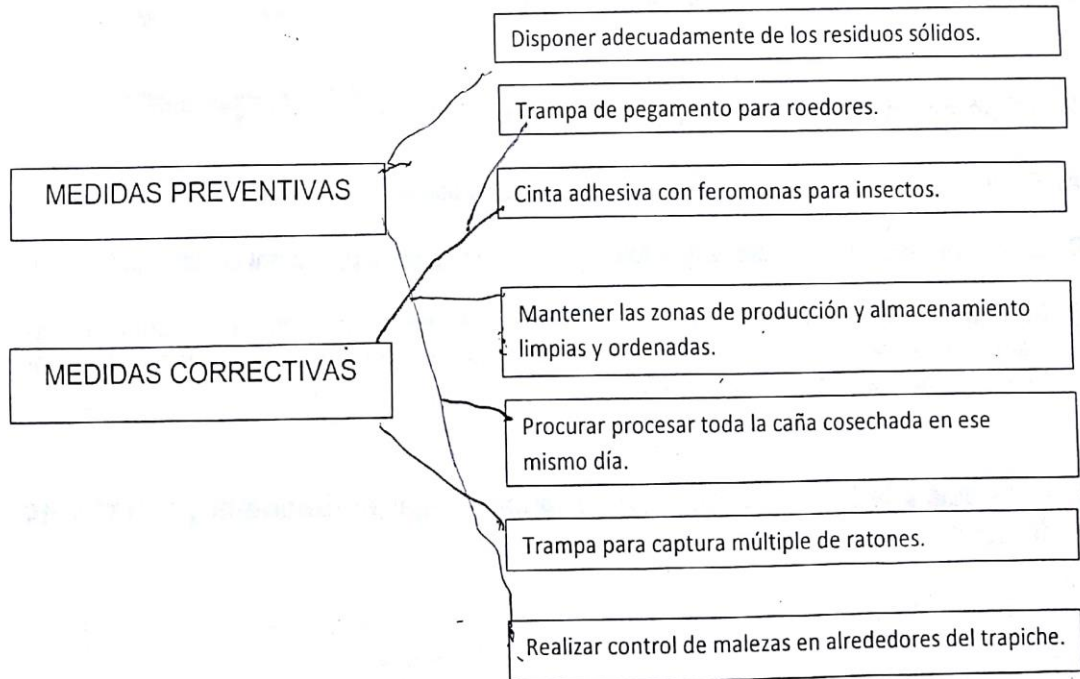 Disponer adecuadamente de los residuos sólidos.
Trampa de pegamento para roedores.
MEDIDAS PREVENTIVAS
Cinta adhesiva con feromonas para insectos.
Mantener las zonas de producción y almacenamiento
limpias y ordenadas.
MEDIDAS CORRECTIVAS
Procurar procesar toda la caña cosechada en ese
mismo día.
Trampa para captura múltiple de ratones.
Realizar control de malezas en alrededores del trapiche.